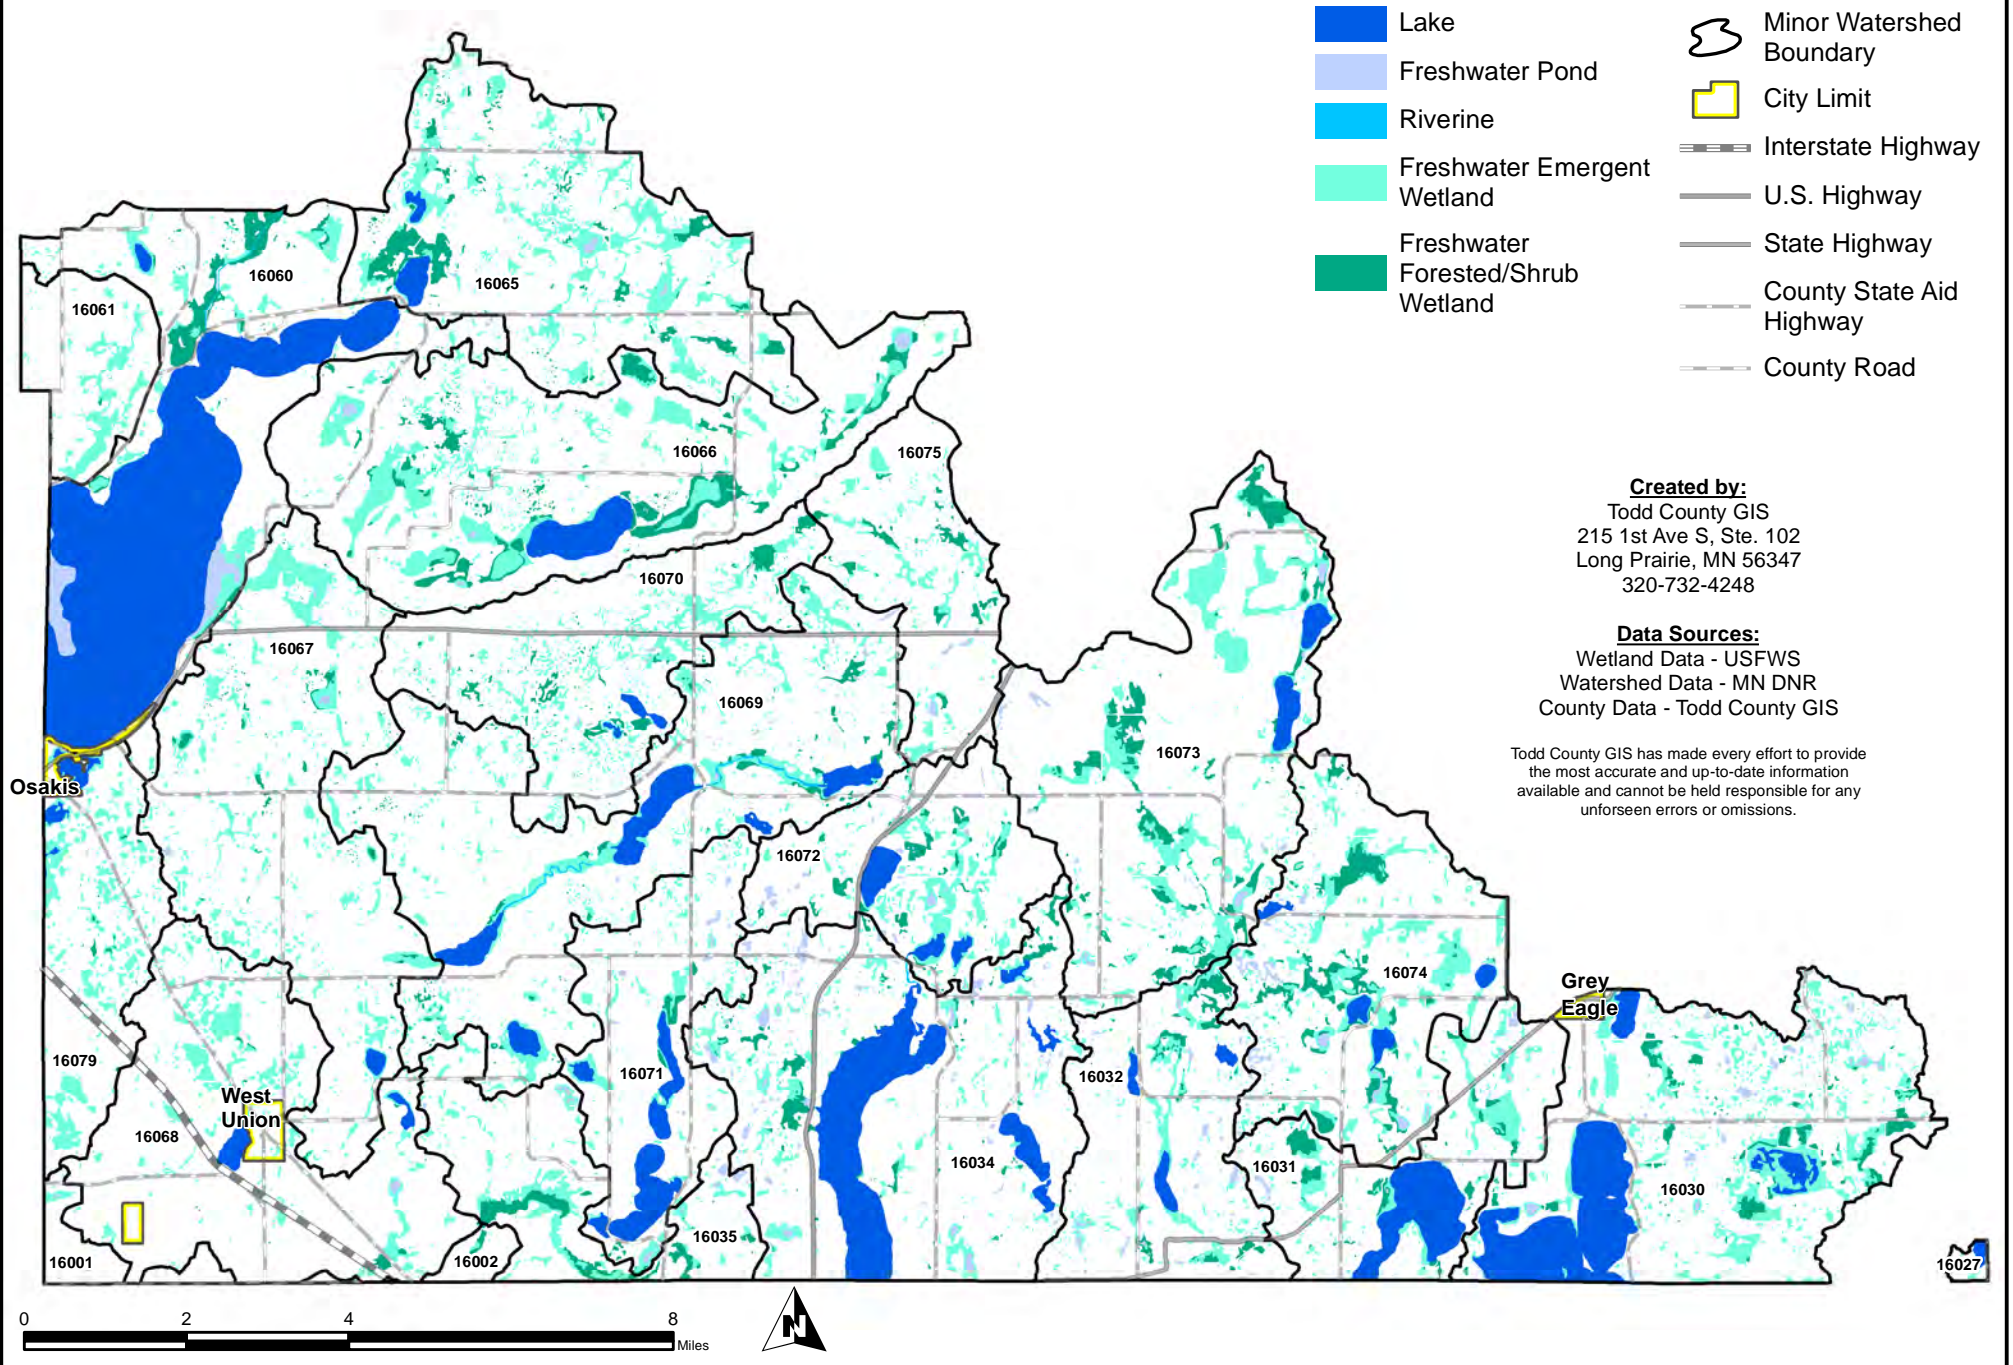 Lake
Freshwater Pond
Riverine
Freshwater Emergent
Wetland
Freshwater
Forested/Shrub
Wetland
Minor Watershed
Boundary
City Limit
Interstate Highway
U.S. Highway
State Highway
County State Aid
Highway
County Road
16060
16065
16061
16066
16075
16070
16067
16069
16073
Osakis
16072
16074
Grey
Eagle
16079
16071
16032
West
Union
16068
16034
16031
16030
16035
16001
16002
16027
Created by:
Todd County GIS
215 1st Ave S, Ste. 102
Long Prairie, MN 56347
320-732-4248
Data Sources:
Wetland Data - USFWS
Watershed Data - MN DNR
County Data - Todd County GIS
Todd County GIS has made every effort to provide
the most accurate and up-to-date information
available and cannot be held responsible for any
unforseen errors or omissions.
0 2 4 8
Miles
N